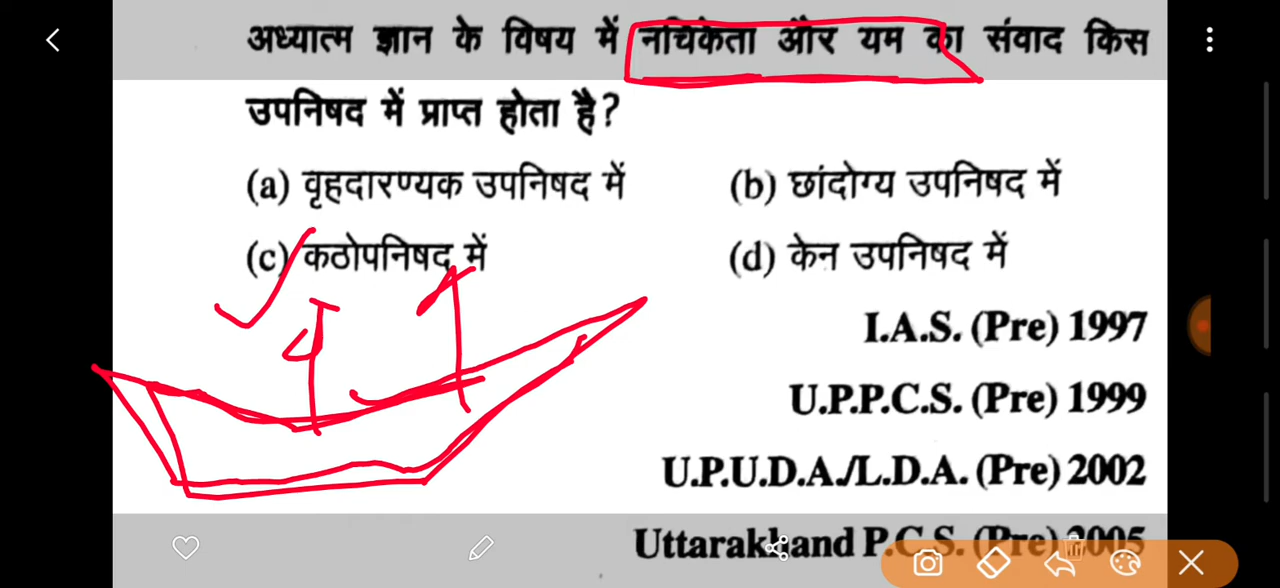 अध्यात्म ज्ञान के विषय में नचिकेता और यम का संवाद किस
उपनिषद में प्राप्त होता है?
(a) वृहदारण्यक उपनिषद में
(b) छांदोग्य उपनिषद में
(c) कठोपनिषद में
(d) केन उपनिषद में
I.A.S. (Pre) 1997
U.P.P.C.S. (Pre) 1999
U.P.U.D.A./L.D.A. (Pre) 2002
Uttarakhand P.C.S. (Pre) 2005